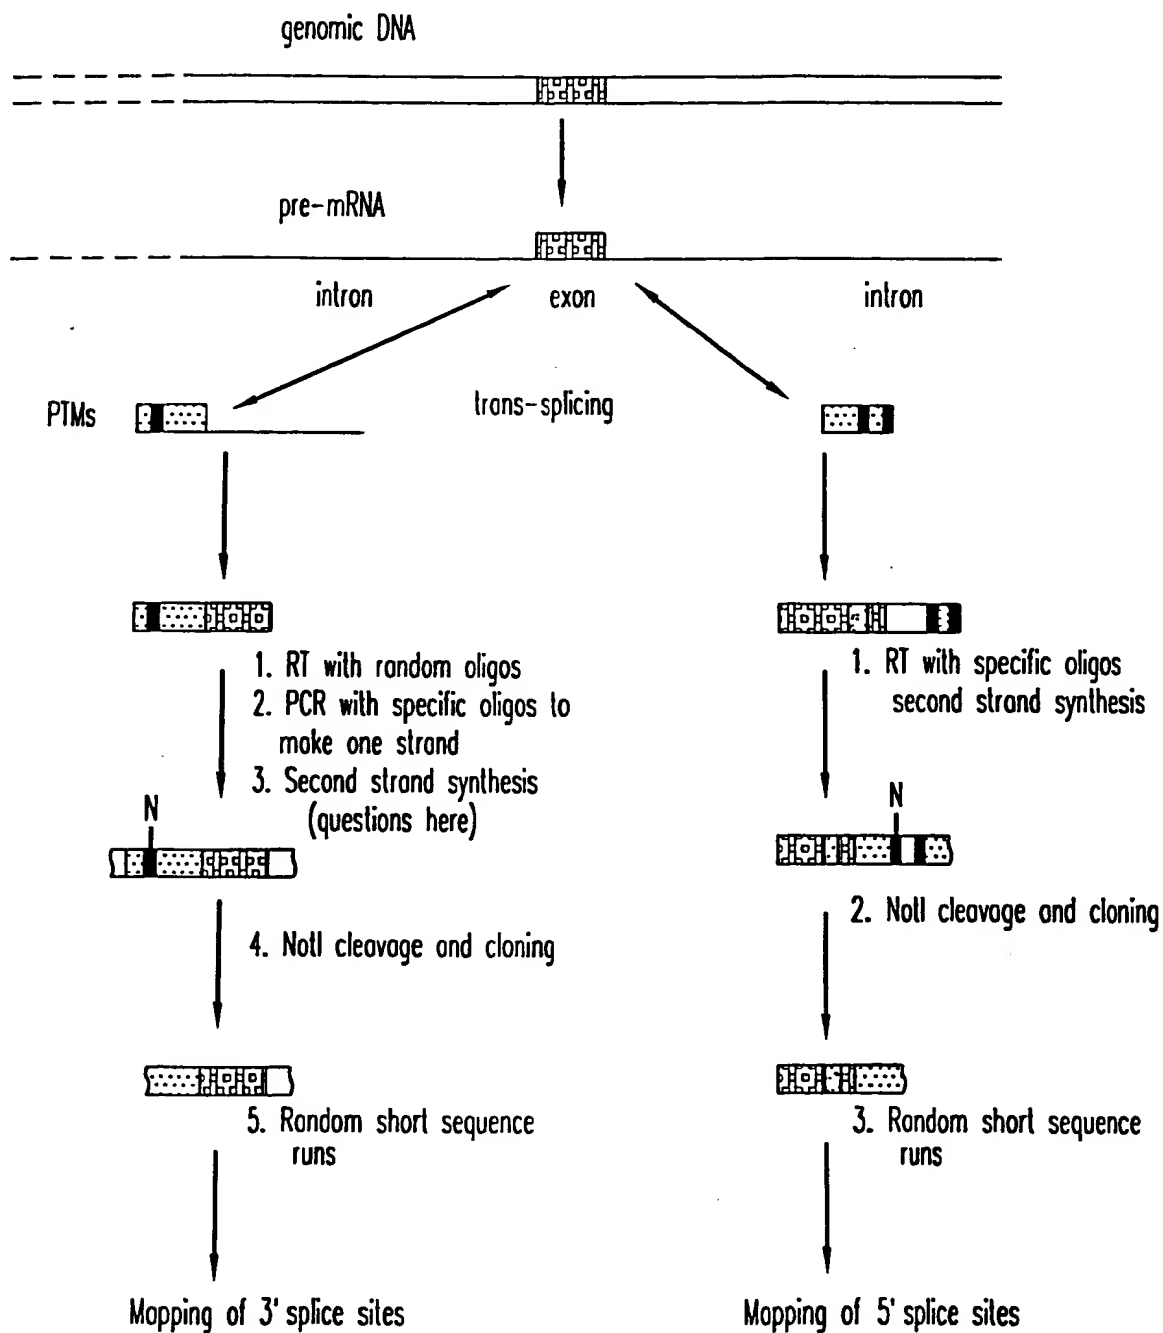 genomic DNA
pre-mRNA
intron
exon
intron
PTMs
trans-splicing
1. RT with random oligos
2. PCR with specific oligos to
make one strand
3. Second strand synthesis
(questions here)
N
4. NotI cleavage and cloning
5. Random short sequence
runs
Mapping of 3' splice sites
1. RT with specific oligos
second strand synthesis
N
2. NotI cleavage and cloning
3. Random short sequence
runs
Mapping of 5' splice sites